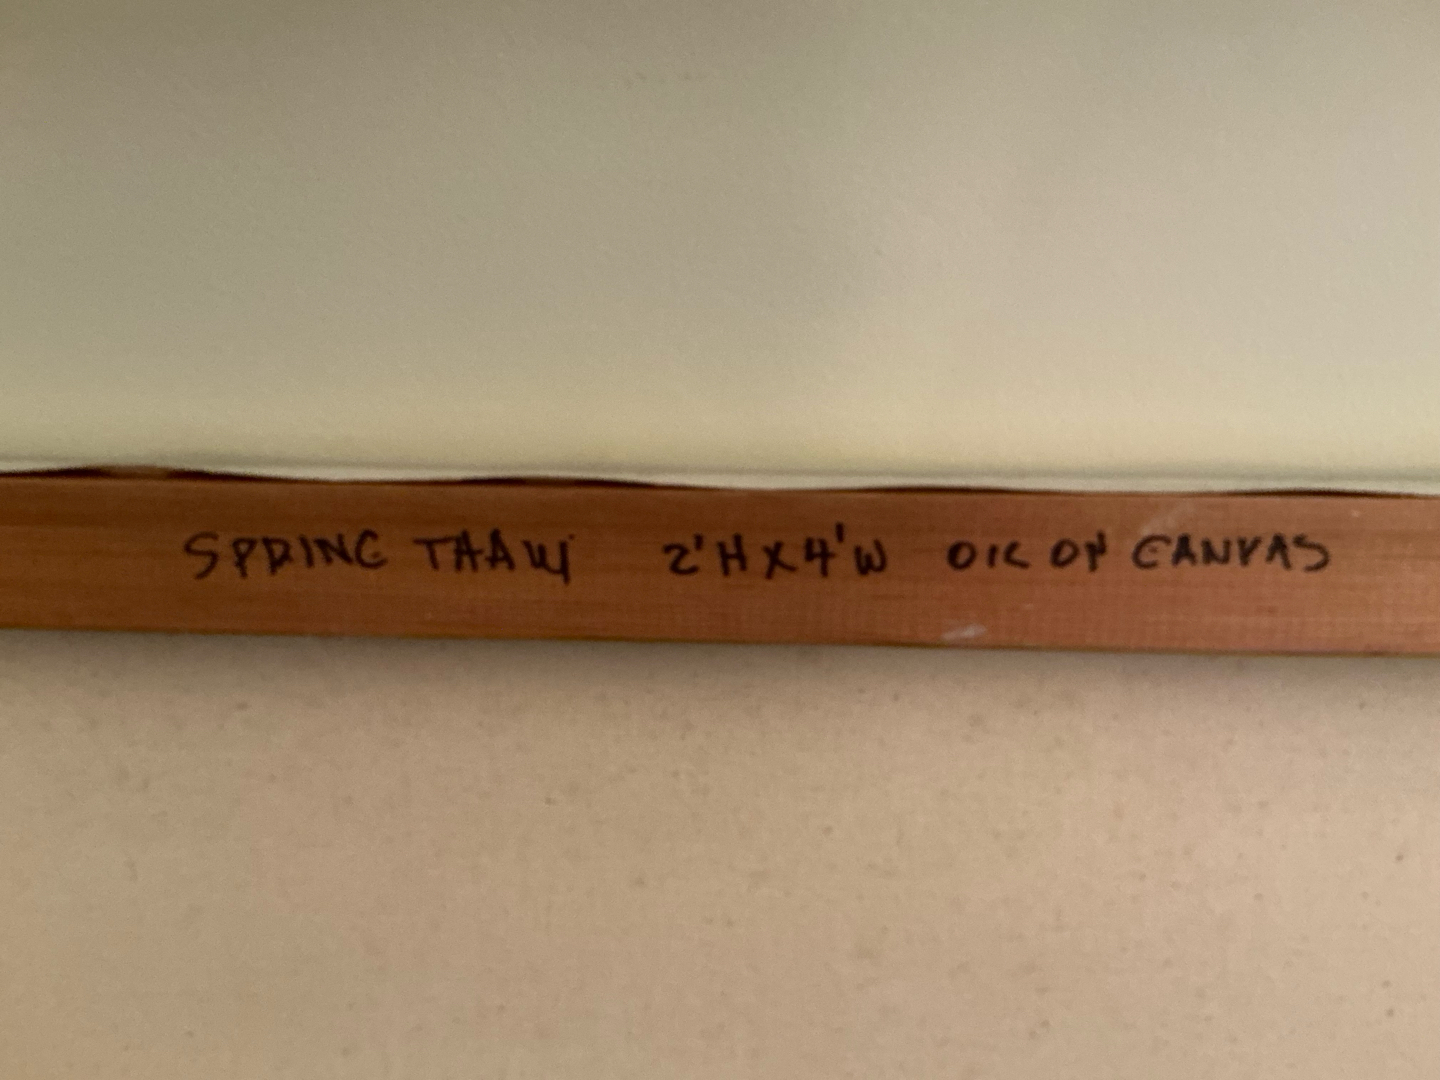 SPRING THAW 2'H X 4'W OIL ON CANVAS